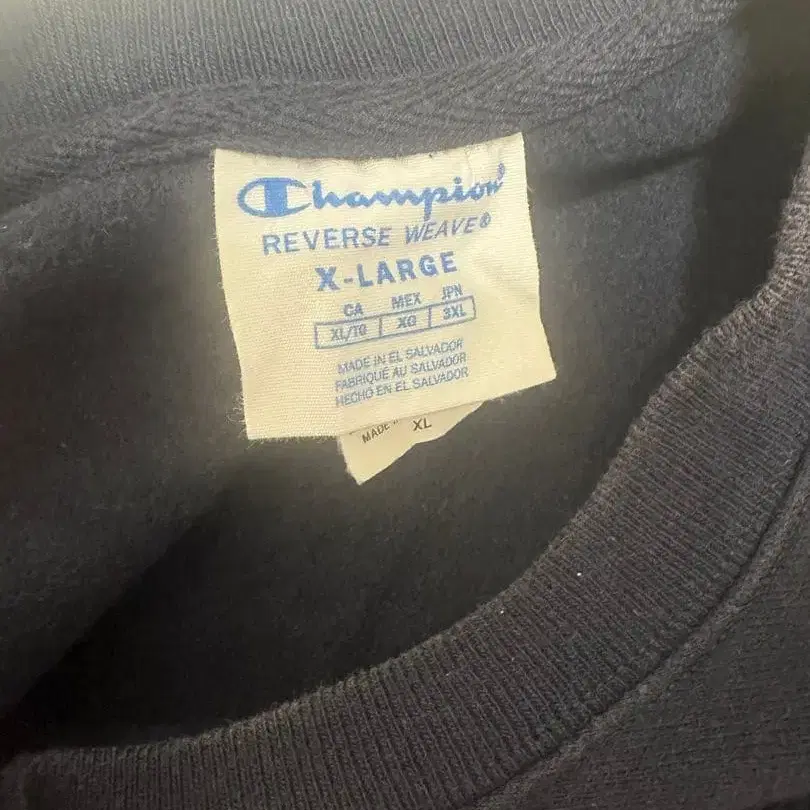 Champion
REVERSE WEAVE®
X-LARGE
CA MEX JPN
XL/TG XG 3XL
MADE IN EL SALVADOR
FABRIQUÉ AU SALVADOR
HECHO EN EL SALVADOR
MADE XL